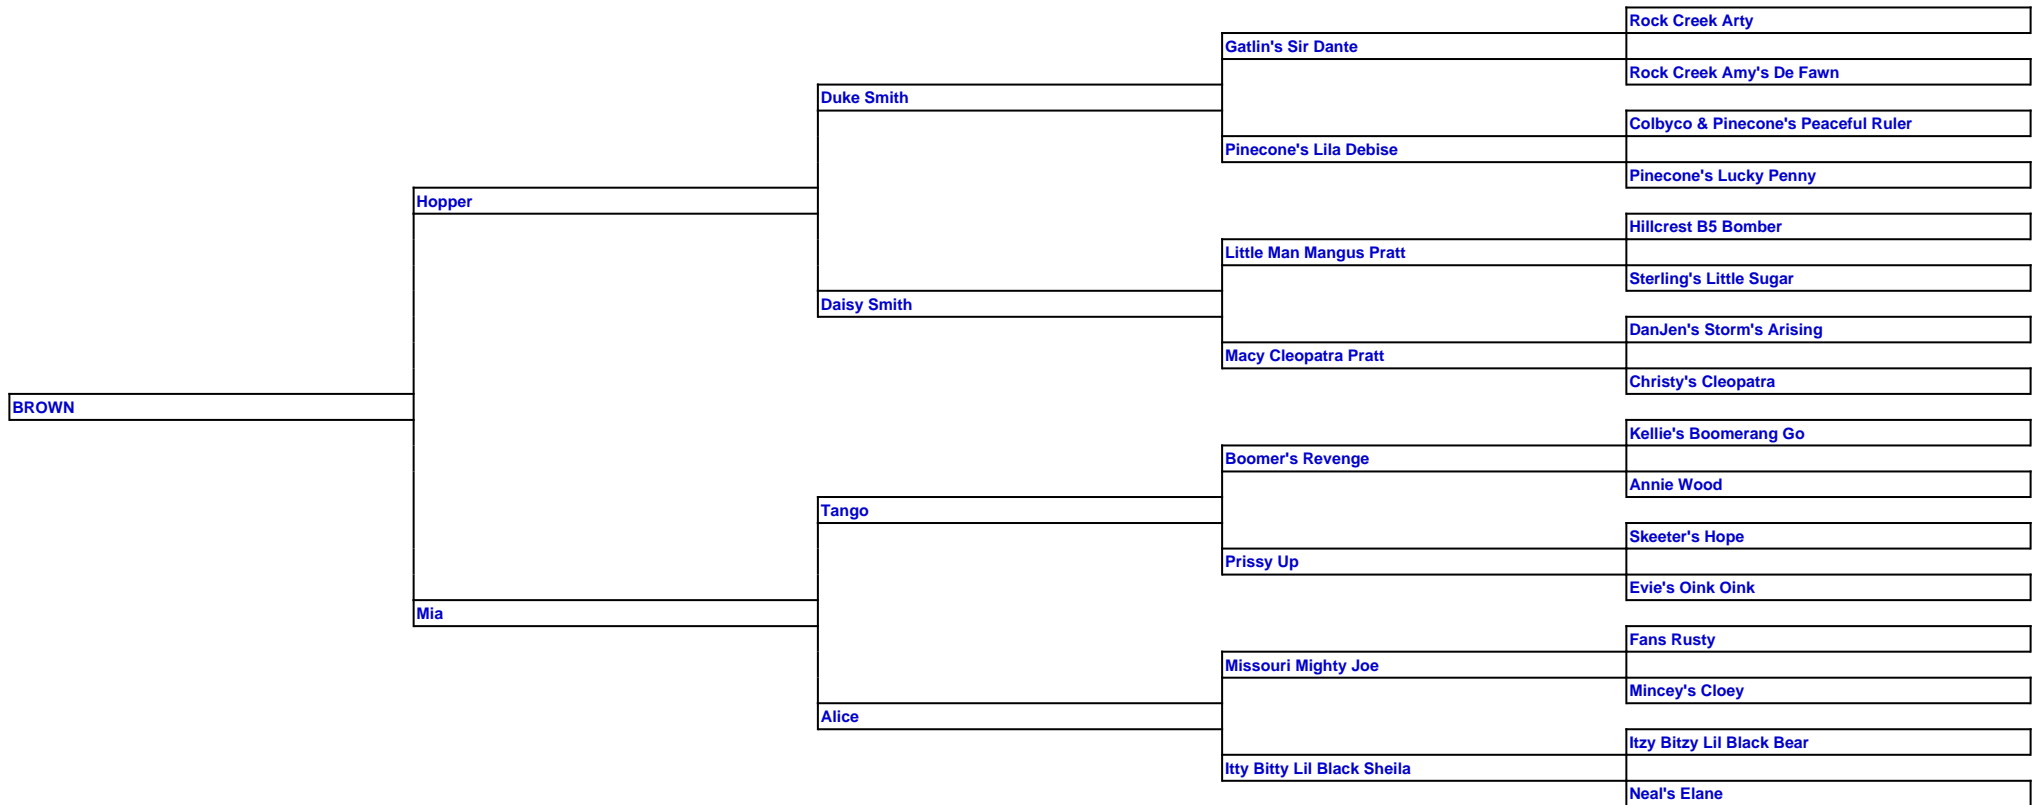 Rock Creek Arty
Gatlin's Sir Dante
Rock Creek Amy's De Fawn
Duke Smith
Colbyco & Pinecone's Peaceful Ruler
Pinecone's Lila Debise
Pinecone's Lucky Penny
Hopper
Hillcrest B5 Bomber
Little Man Mangus Pratt
Sterling's Little Sugar
Daisy Smith
DanJen's Storm's Arising
Macy Cleopatra Pratt
Christy's Cleopatra
BROWN
Kellie's Boomerang Go
Boomer's Revenge
Annie Wood
Tango
Skeeter's Hope
Prissy Up
Evie's Oink Oink
Mia
Fans Rusty
Missouri Mighty Joe
Mincey's Cloey
Alice
Itzy Bitzy Lil Black Bear
Itty Bitty Lil Black Sheila
Neal's Elane